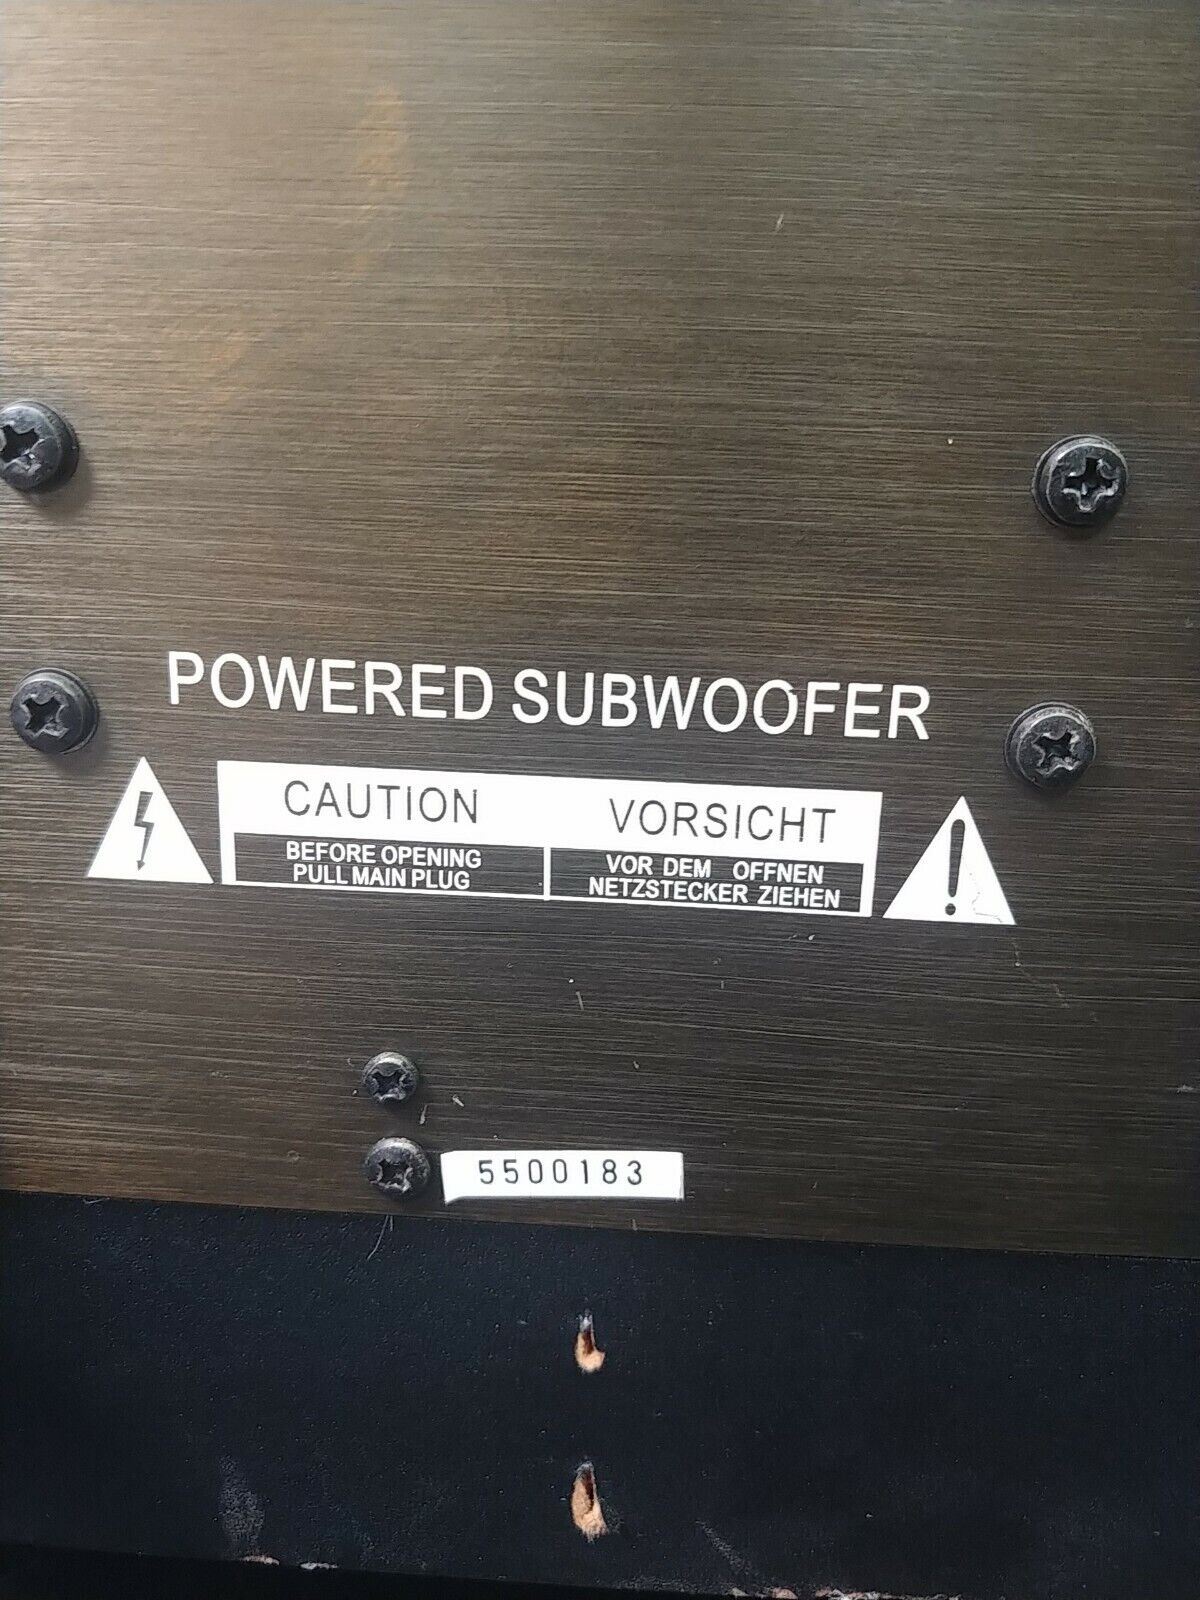 POWERED SUBWOOFER
CAUTION
BEFORE OPENING
PULL MAIN PLUG
VORSICHT
VOR DEM OFFNEN
NETZSTECKER ZIEHEN
5500183